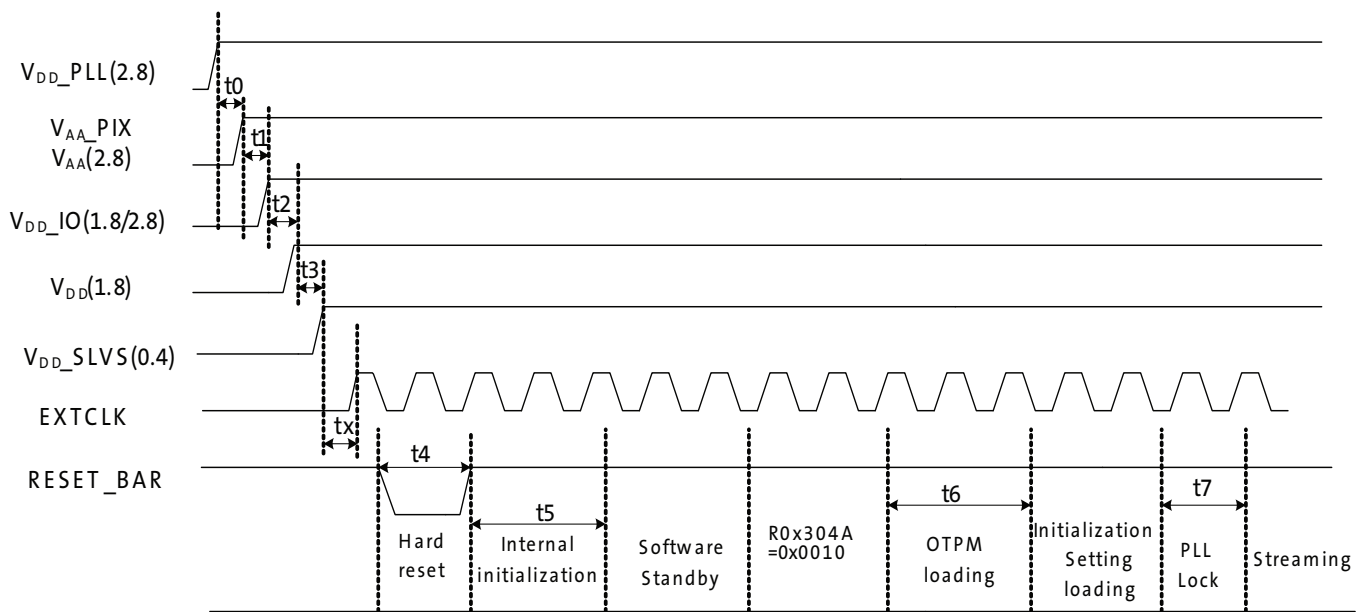 V_DD_PLL(2.8)
t0
V_AA_PIX
V_AA(2.8)
t1
V_DD_IO(1.8/2.8)
t2
V_DD(1.8)
t3
V_DD_SLVS(0.4)
EXTCLK
tx
RESET_BAR
t4
t5
t6
t7
Hard
reset
Internal
initialization
Software
Standby
R0x304A
=0x0010
OTPM
loading
Initialization
Setting
loading
PLL
Lock
Streaming